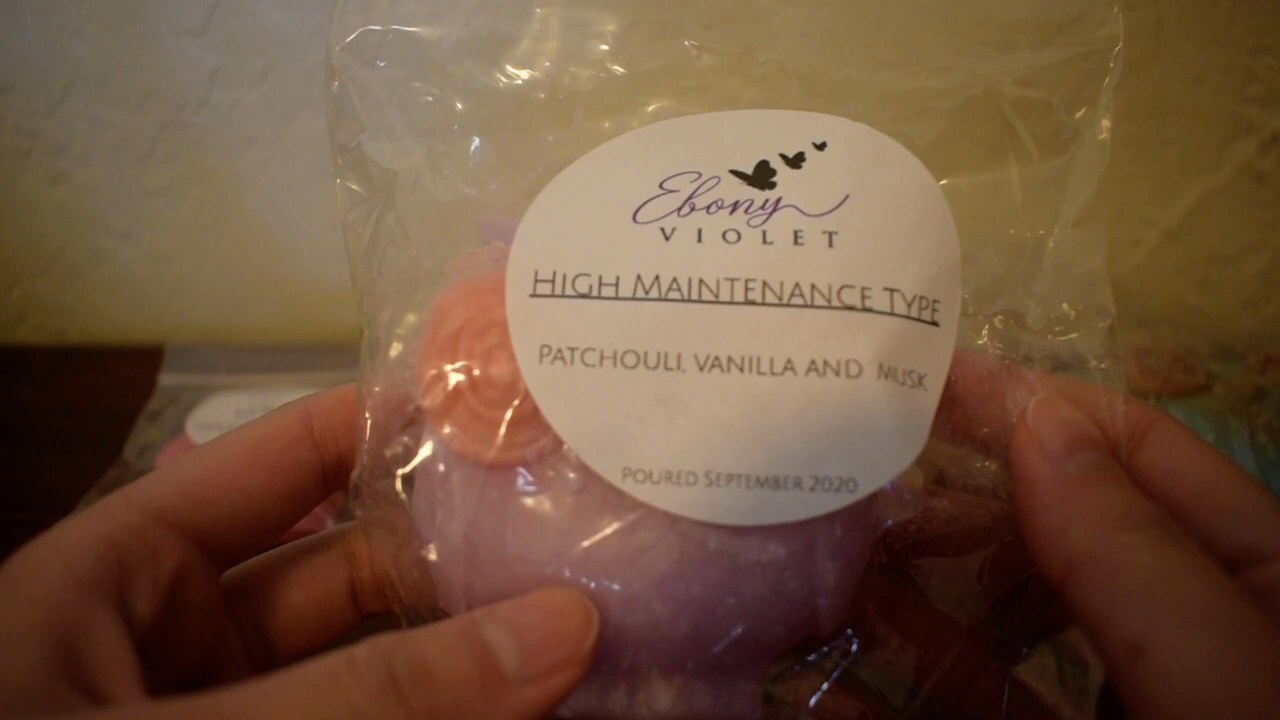 Ebony
VIOLET
HIGH MAINTENANCE TYPE
PATCHOULI, VANILLA AND MUSK
POURED SEPTEMBER 2020